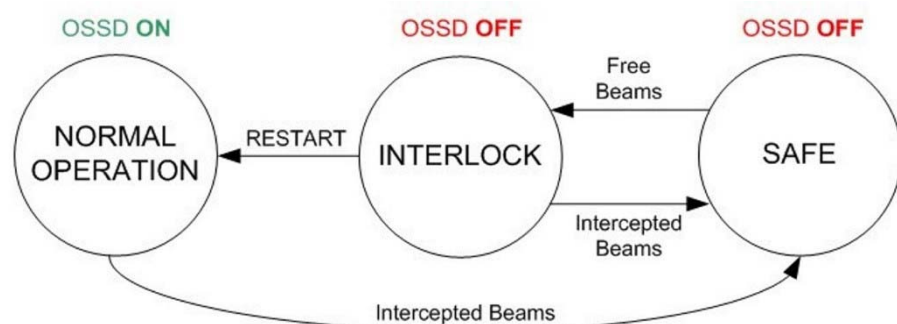 OSSD ON
OSSD OFF
OSSD OFF
NORMAL
OPERATION
RESTART
INTERLOCK
Free
Beams
SAFE
Intercepted
Beams
Intercepted Beams